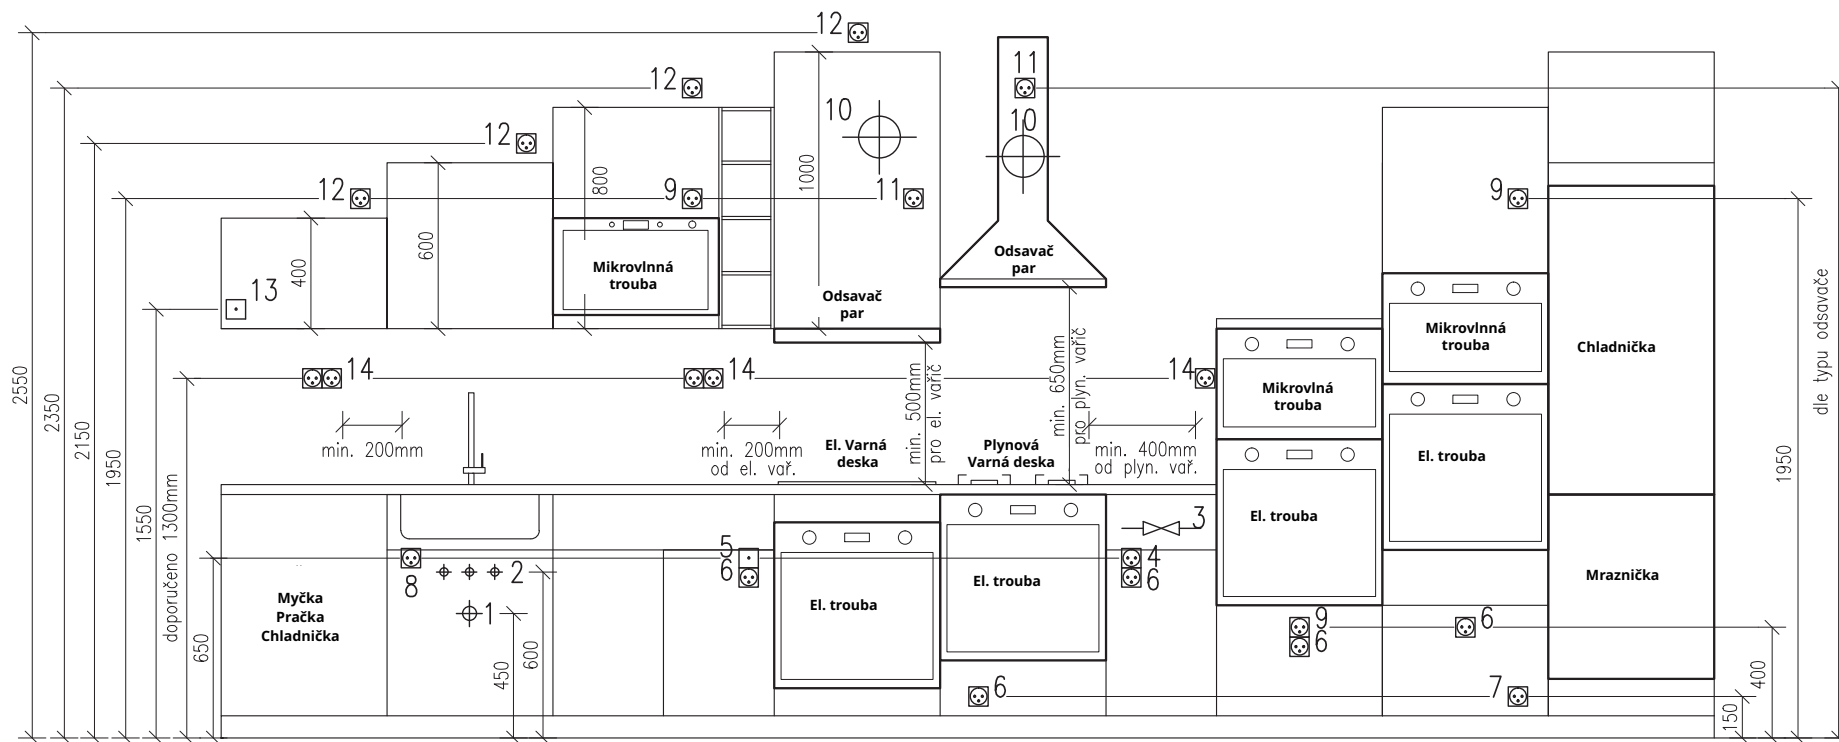 12
11
12
10
10
12
800
1000
12
9
11
9
600
400
13
Mikrovlnná
trouba
Odsavač
par
Odsavač
par
Mikrovlnná
trouba
Chladnička
dle typu odsavače
14
14
14
Mikrovlná
trouba
2550
2350
2150
1950
1550
doporučeno 1300mm
650
min. 200mm
min. 200mm
od el. vař.
El. Varná
deska
min. 500mm
pro el. vařič
Plynová
Varná deska
min. 650mm
pro plyn. vařič
min. 400mm
od plyn. vař.
El. trouba
1950
El. trouba
3
5
6
8
2
4
6
Mraznička
El. trouba
El. trouba
Myčka
Pračka
Chladnička
1
450
600
9
6
6
400
6
7
150